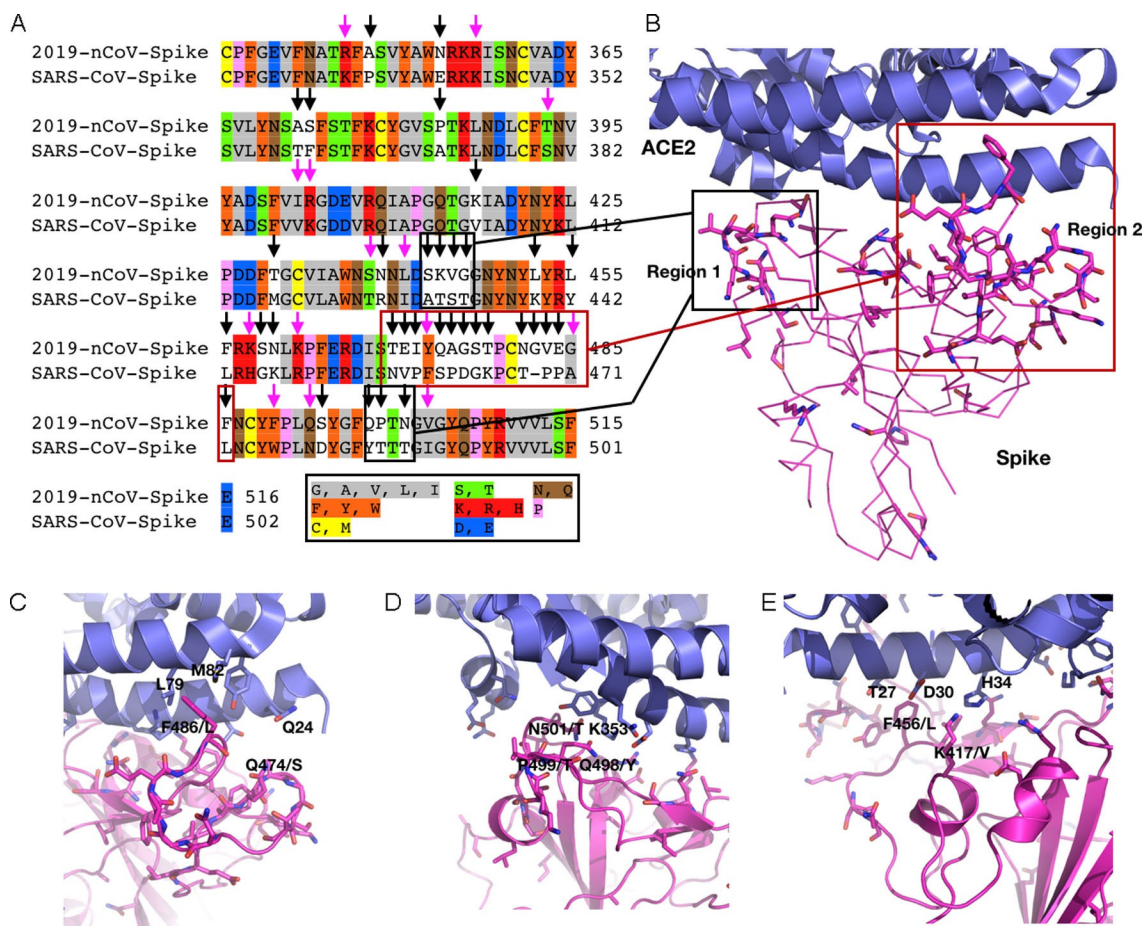 A
2019-nCoV-Spike CPFGEVFNATRFASVYAWNRKRISNCVADY 365
SARS-CoV-Spike CPFGEVFNATKFPSVYAWERKKISNCVADY 352
2019-nCoV-Spike SVLYNSASFSTFKCYGVSPTKLNDLCFTNV 395
SARS-CoV-Spike SVLYNSTFFSTFKCYGVSATKLNDLCFSNV 382
2019-nCoV-Spike YADSFVIRGDEVRQIAPGQTGKIADYNYKL 425
SARS-CoV-Spike YADSFVVKGDDVRQIAPGQTGVIADYNYKL 412
2019-nCoV-Spike PDDFTGCVIAWNSNNLDSKVGGNYNYLYRL 455
SARS-CoV-Spike PDDFMGCVLAWNTRNIDATSTGNYNYKYRY 442
2019-nCoV-Spike FRKSNLKPFERDISTEIYQAGSTPCNGVEG 485
SARS-CoV-Spike LRHGKLRPFERDISNVPFSPDGKPCT-PPA 471
2019-nCoV-Spike FNCYFPLQSYGFQPTNGVGYQPYRVVVLSF 515
SARS-CoV-Spike LNCYWPLNDYGFYTTTGIGYQPYRVVVLSF 501
2019-nCoV-Spike E 516
SARS-CoV-Spike E 502
G, A, V, L, I S, T N, Q
F, Y, W K, R, H P
C, M D, E
B
ACE2
Region 1
Region 2
Spike
C
M82
L79
F486/L
Q24
Q474/S
D
N501/T K353
P499/T Q498/Y
E
T27 D30 H34
F456/L
K417/V